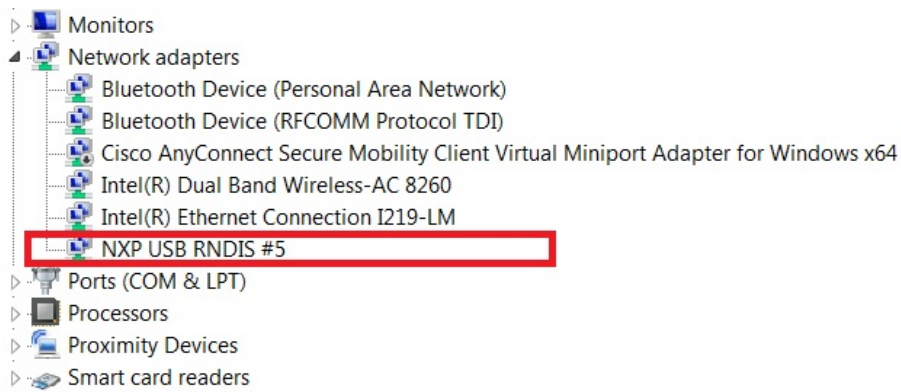 Monitors
Network adapters
Bluetooth Device (Personal Area Network)
Bluetooth Device (RFCOMM Protocol TDI)
Cisco AnyConnect Secure Mobility Client Virtual Miniport Adapter for Windows x64
Intel(R) Dual Band Wireless-AC 8260
Intel(R) Ethernet Connection I219-LM
NXP USB RNDIS #5
Ports (COM & LPT)
Processors
Proximity Devices
Smart card readers